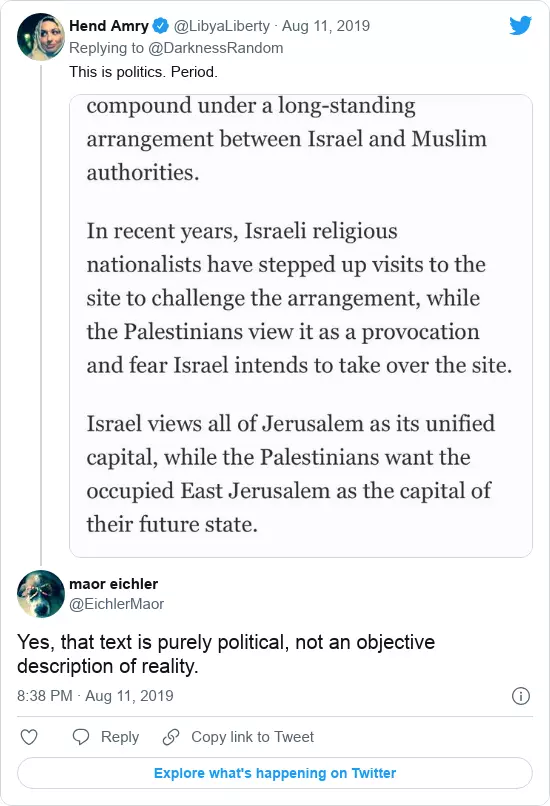 Hend Amry @LibyaLiberty · Aug 11, 2019
Replying to @DarknessRandom
This is politics. Period.
compound under a long-standing
arrangement between Israel and Muslim
authorities.
In recent years, Israeli religious
nationalists have stepped up visits to the
site to challenge the arrangement, while
the Palestinians view it as a provocation
and fear Israel intends to take over the site.
Israel views all of Jerusalem as its unified
capital, while the Palestinians want the
occupied East Jerusalem as the capital of
their future state.
maor eichler
@EichlerMaor
Yes, that text is purely political, not an objective
description of reality.
8:38 PM · Aug 11, 2019
Reply Copy link to Tweet
Explore what's happening on Twitter